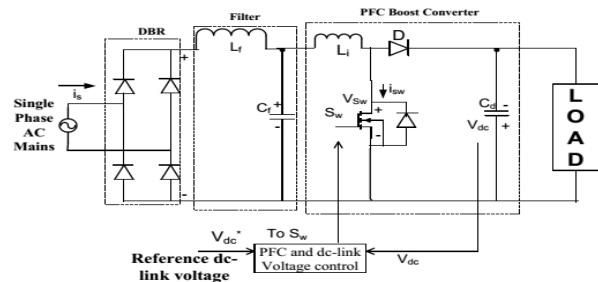 DBR
Filter
PFC Boost Converter
D
+
L_f
L_i
i_s
i_sw
Single
Phase
AC
Mains
C_f
+
-
V_Sw
+
S_w
-
C_d
-
V_dc
+
LOAD
-
V_dc*
To S_w
Reference dc-
link voltage
PFC and dc-link
Voltage control
V_dc